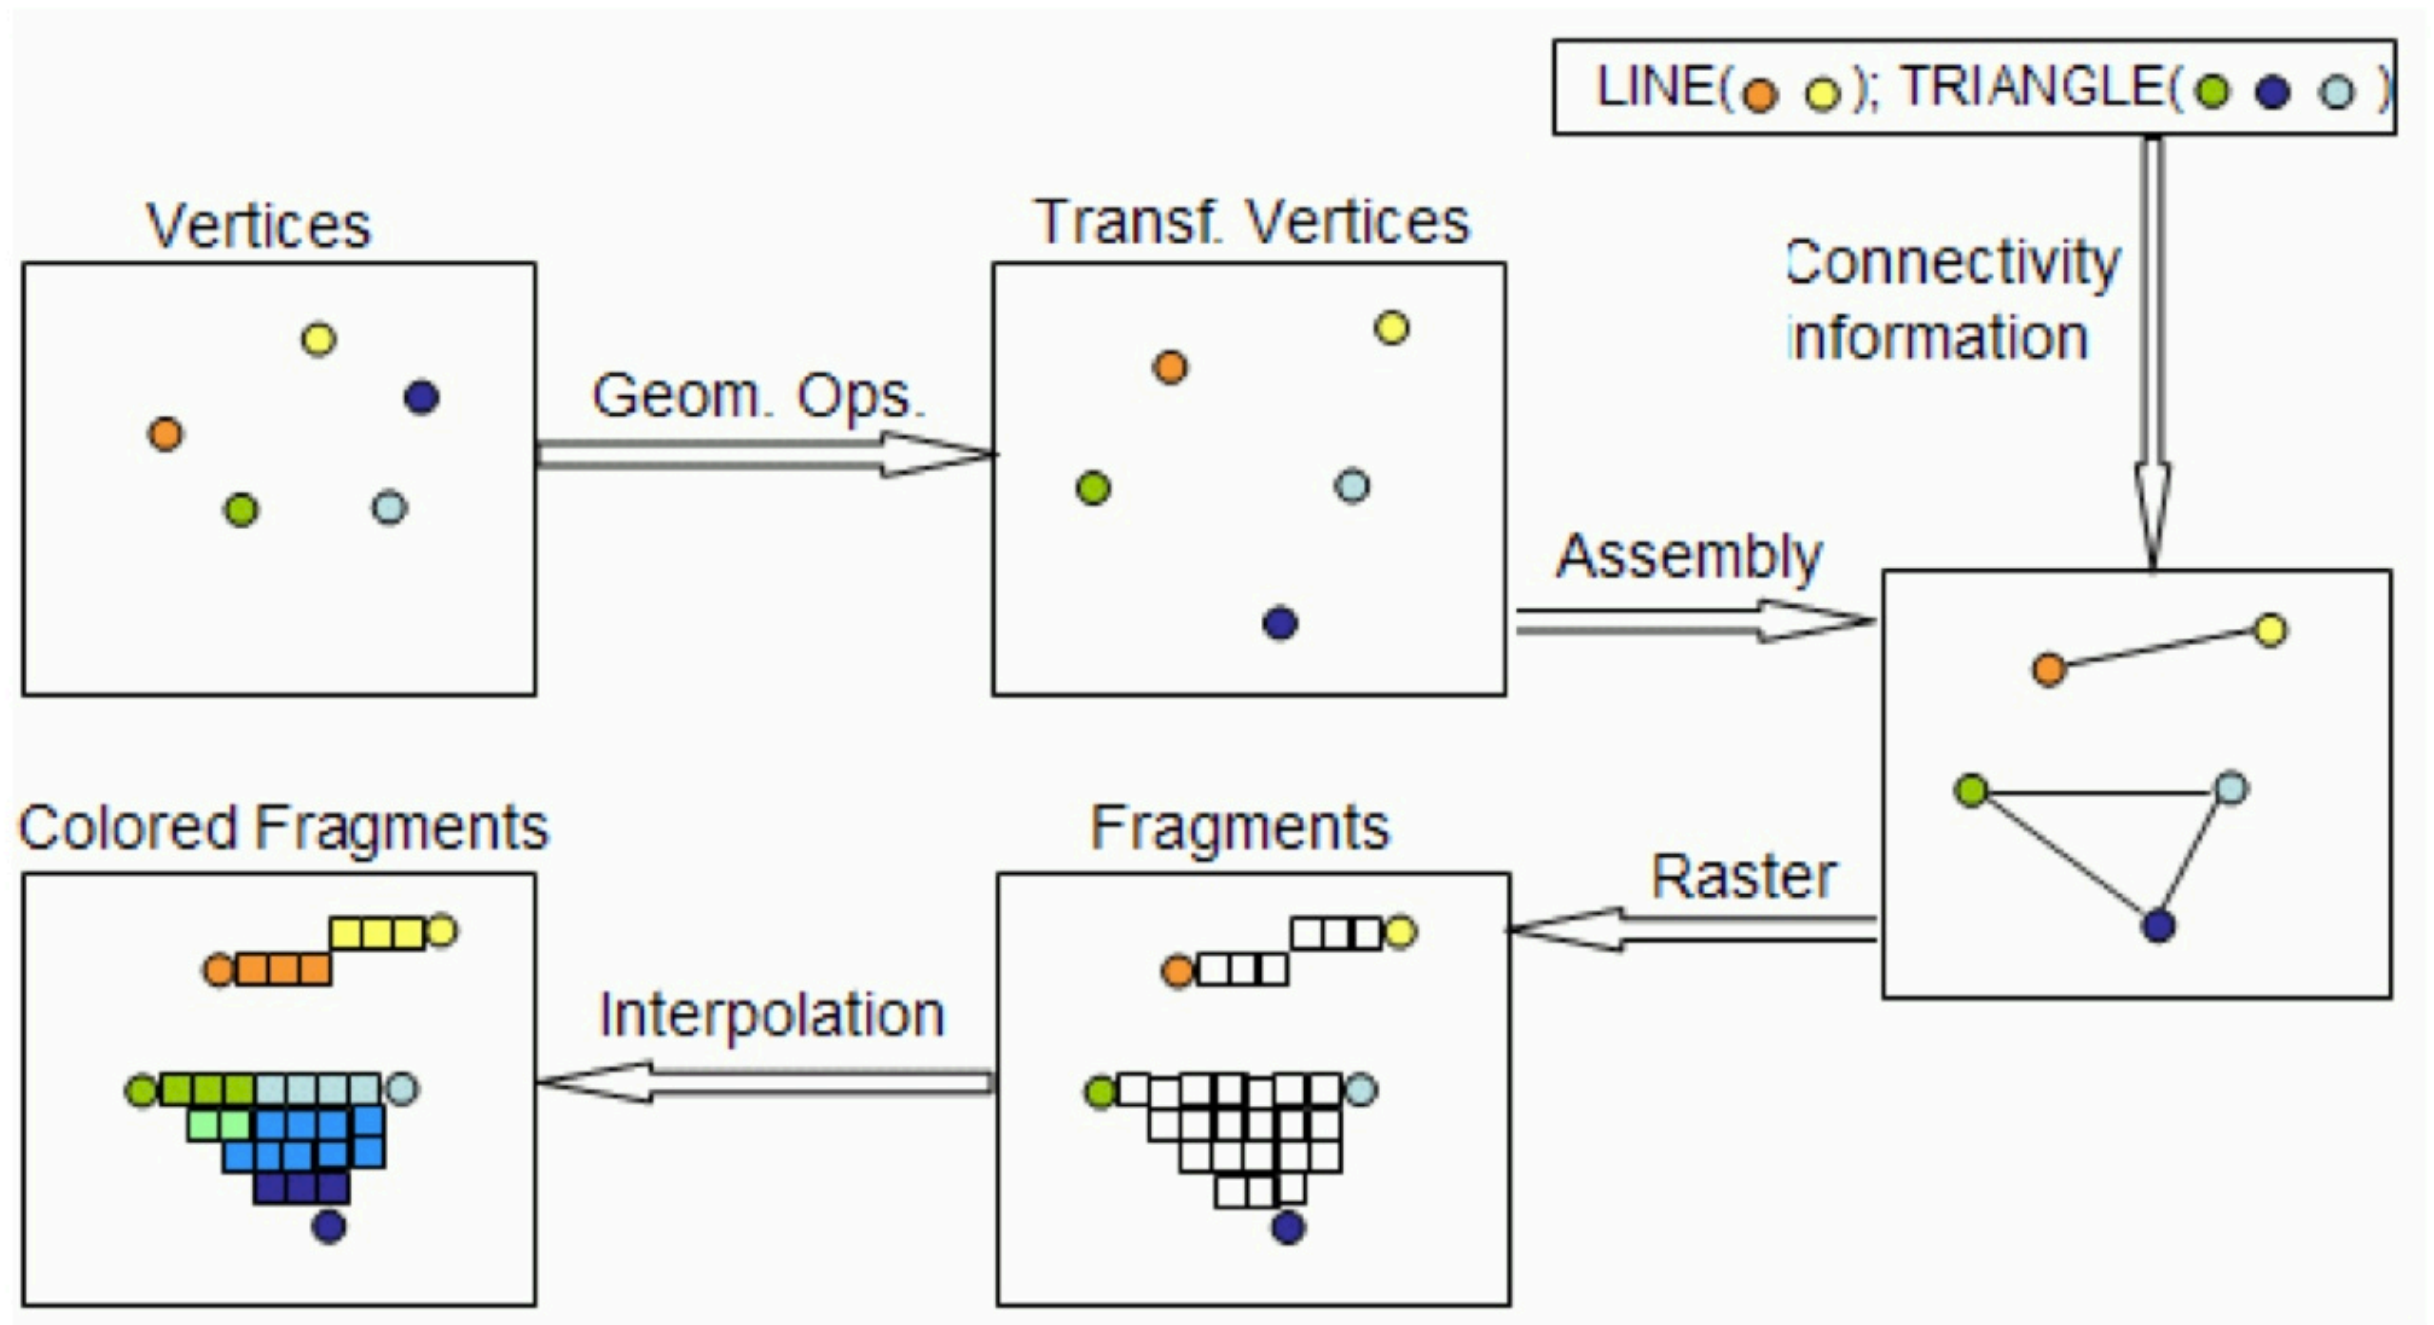 LINE( ); TRIANGLE( )
Vertices
Transf. Vertices
Connectivity
information
Geom. Ops.
Assembly
Colored Fragments
Fragments
Raster
Interpolation